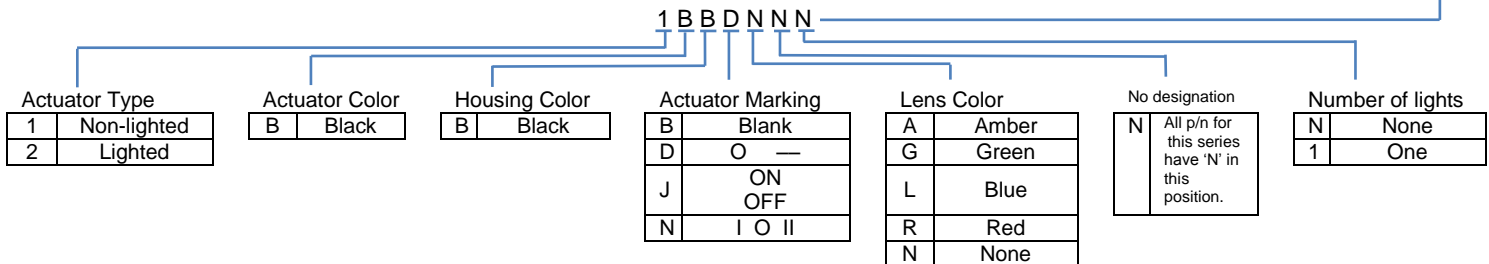 1 B B D N N N
Actuator Type
1 Non-lighted
2 Lighted
Actuator Color
B Black
Housing Color
B Black
Actuator Marking
B Blank
D O —
J ON
OFF
N I O II
Lens Color
A Amber
G Green
L Blue
R Red
N None
No designation
N All p/n for
this series
have ‘N’ in
this
position.
Number of lights
N None
1 One